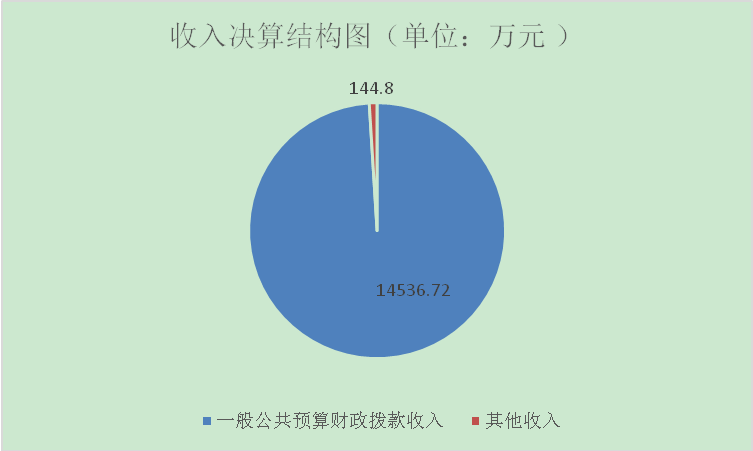 收入决算结构图（单位：万元 ）
144.8
14536.72
一般公共预算财政拨款收入
其他收入